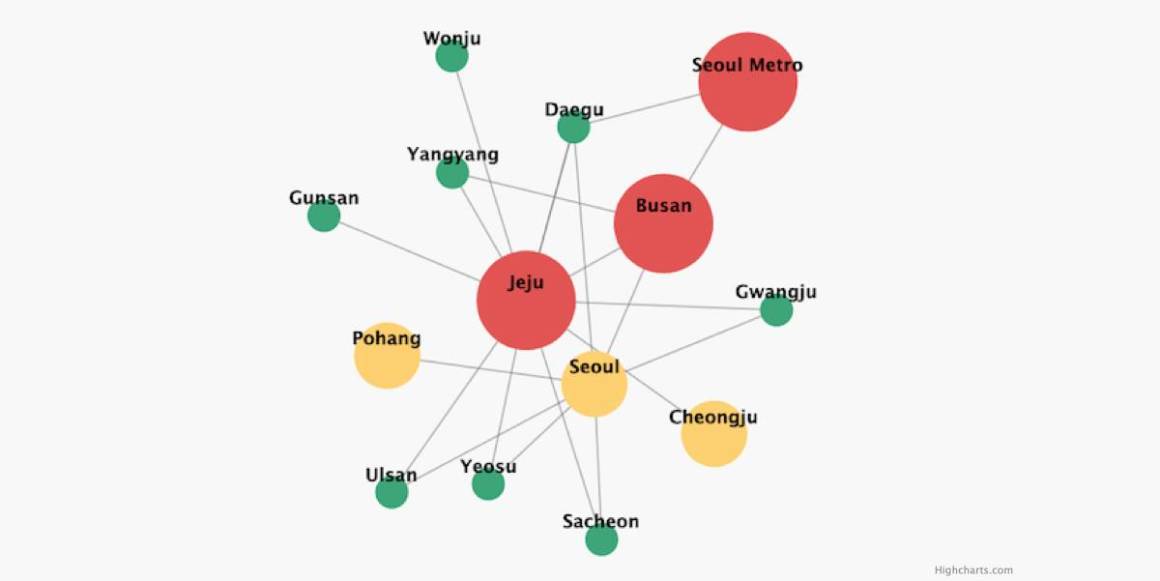 Wonju
Seoul Metro
Daegu
Yangyang
Gunsan
Busan
Jeju
Gwangju
Pohang
Seoul
Cheongju
Ulsan
Yeosu
Sacheon
Highcharts.com